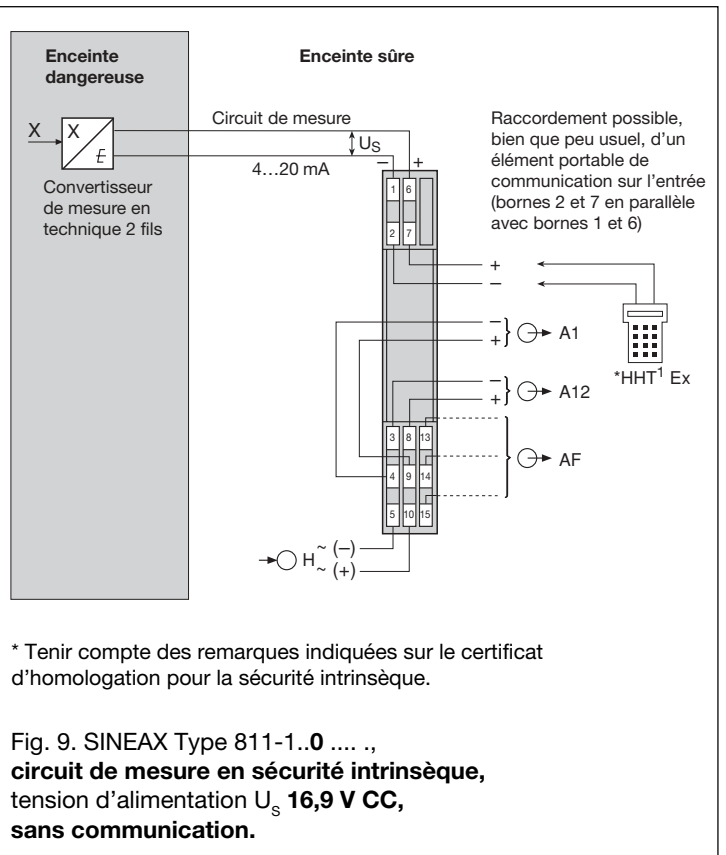 Enceinte
dangereuse
Enceinte sûre
Circuit de mesure
X
X
E
U_S
4…20 mA
– +
Convertisseur
de mesure en
technique 2 fils
Raccordement possible,
bien que peu usuel, d’un
élément portable de
communication sur l’entrée
(bornes 2 et 7 en parallèle
avec bornes 1 et 6)
1 6
2 7
+
–
*HHT¹ Ex
–
+
A1
–
+
A12
AF
3 8 13
4 9 14
5 10 15
H
~ (–)
~ (+)
* Tenir compte des remarques indiquées sur le certificat
d’homologation pour la sécurité intrinsèque.
Fig. 9. SINEAX Type 811-1..0 .... .,
circuit de mesure en sécurité intrinsèque,
tension d’alimentation U_S 16,9 V CC,
sans communication.